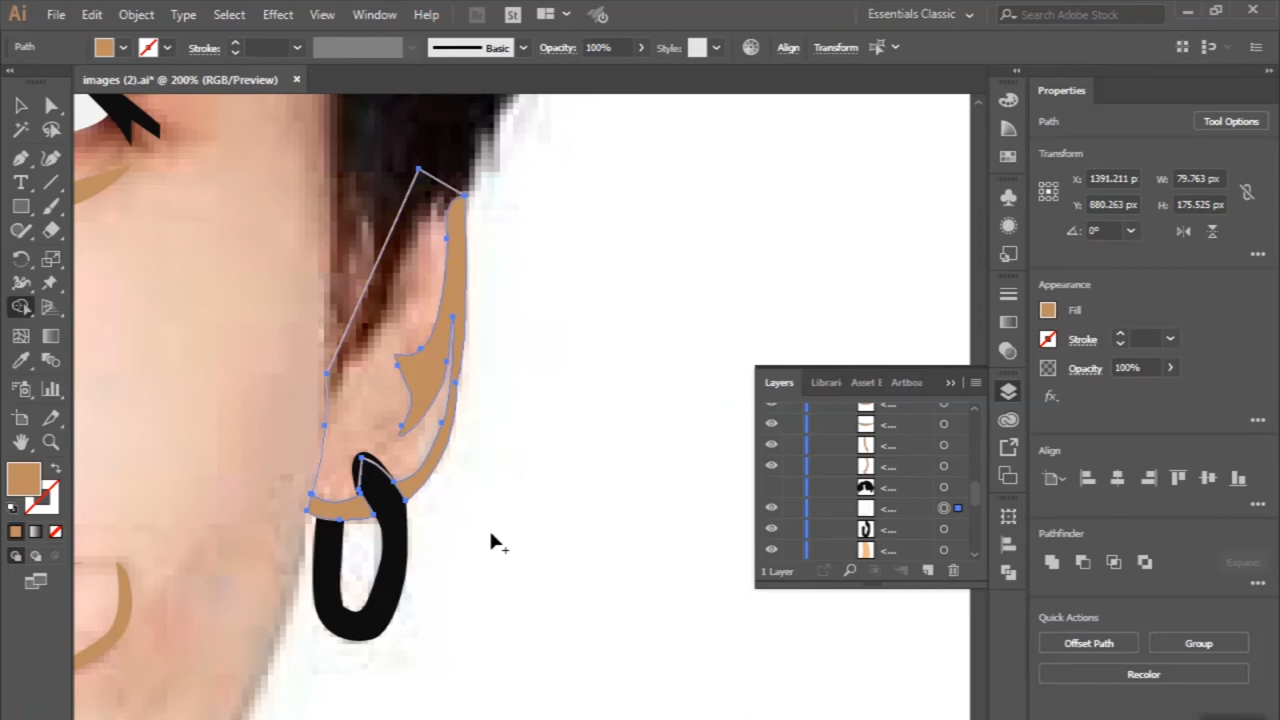 Ai File Edit Object Type Select Effect View Window Help Br St Essentials Classic Search Adobe Stock
Path Stroke: Basic Opacity: 100% Style: Align Transform
images (2).ai* @ 200% (RGB/Preview)
Properties
Path Tool Options
Transform
X: 1391.211 p W: 79.763 px
Y: 880.263 px H: 175.525 px
0°
Appearance
Fill
Stroke
Opacity 100%
fx.
Layers Librari Asset E Artboa
<...
<...
<...
<...
<...
<...
<...
<...
1 Layer
Align
Pathfinder
Expand
Quick Actions
Offset Path Group
Recolor